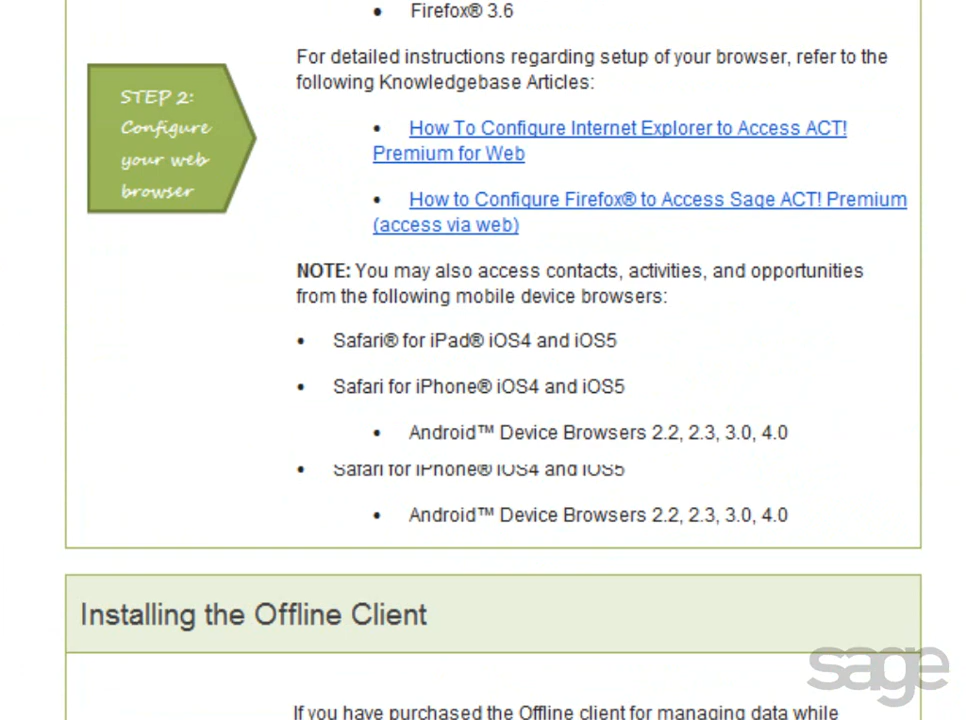 • Firefox® 3.6
For detailed instructions regarding setup of your browser, refer to the
following Knowledgebase Articles:
STEP 2:
Configure
your web
browser
• How To Configure Internet Explorer to Access ACT!
Premium for Web
• How to Configure Firefox® to Access Sage ACT! Premium
(access via web)
NOTE: You may also access contacts, activities, and opportunities
from the following mobile device browsers:
• Safari® for iPad® iOS4 and iOS5
• Safari for iPhone® iOS4 and iOS5
• Android™ Device Browsers 2.2, 2.3, 3.0, 4.0
• Safari for iPhone® iOS4 and iOS5
• Android™ Device Browsers 2.2, 2.3, 3.0, 4.0
Installing the Offline Client
sage
If you have purchased the Offline client for managing data while